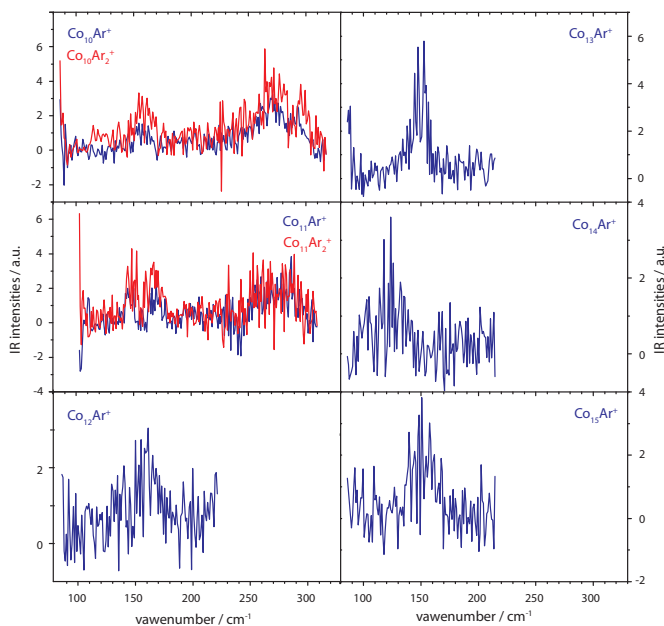 Co₁₀Ar⁺
Co₁₀Ar₂⁺
6
4
2
0
-2
Co₁₃Ar⁺
6
4
2
0
IR intensities / a.u.
Co₁₁Ar⁺
Co₁₁Ar₂⁺
6
4
2
0
-2
-4
Co₁₄Ar⁺
4
2
0
IR intensities / a.u.
Co₁₂Ar⁺
2
0
Co₁₅Ar⁺
4
2
0
-2
100 150 200 250 300
100 150 200 250 300
vawenumber / cm⁻¹
vawenumber / cm⁻¹